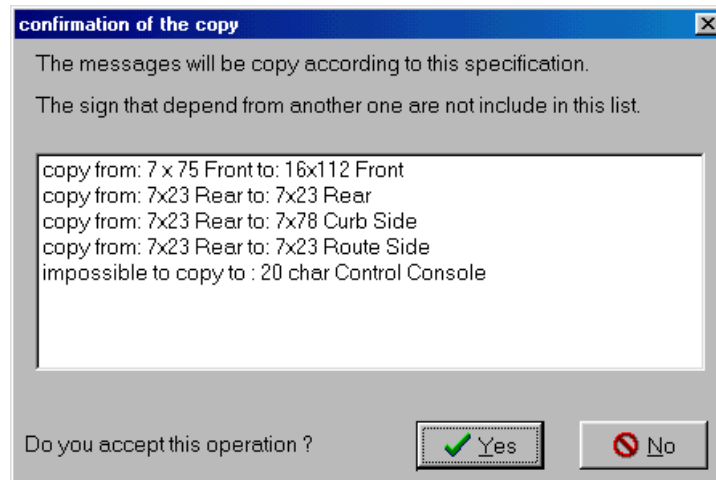 confirmation of the copy
The messages will be copy according to this specification.
The sign that depend from another one are not include in this list.
copy from: 7 x 75 Front to: 16x112 Front
copy from: 7x23 Rear to: 7x23 Rear
copy from: 7x23 Rear to: 7x78 Curb Side
copy from: 7x23 Rear to: 7x23 Route Side
impossible to copy to : 20 char Control Console
Do you accept this operation ?
Yes
No